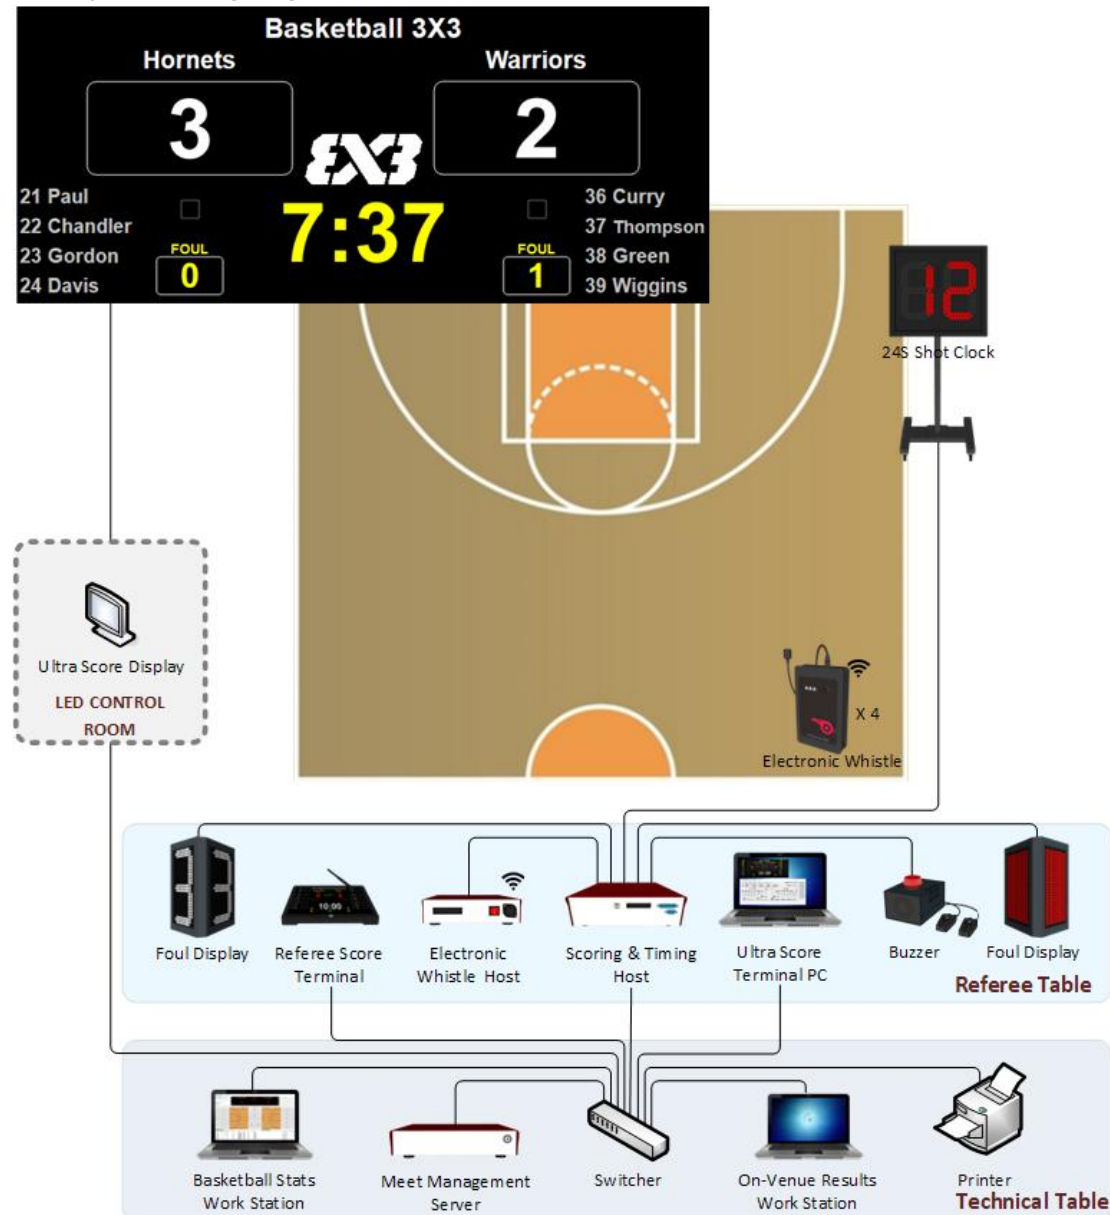 Basketball 3X3
Hornets
Warriors
3
2
3X3
21 Paul
22 Chandler
23 Gordon
24 Davis
FOUL
0
7:37
FOUL
1
36 Curry
37 Thompson
38 Green
39 Wiggins
12
24S Shot Clock
Ultra Score Display
LED CONTROL
ROOM
X 4
Electronic Whistle
Foul Display
Referee Score
Terminal
10:00
Electronic
Whistle Host
Scoring & Timing
Host
Ultra Score
Terminal PC
Buzzer
Foul Display
Referee Table
Basketball Stats
Work Station
Meet Management
Server
Switcher
On-Venue Results
Work Station
Printer
Technical Table